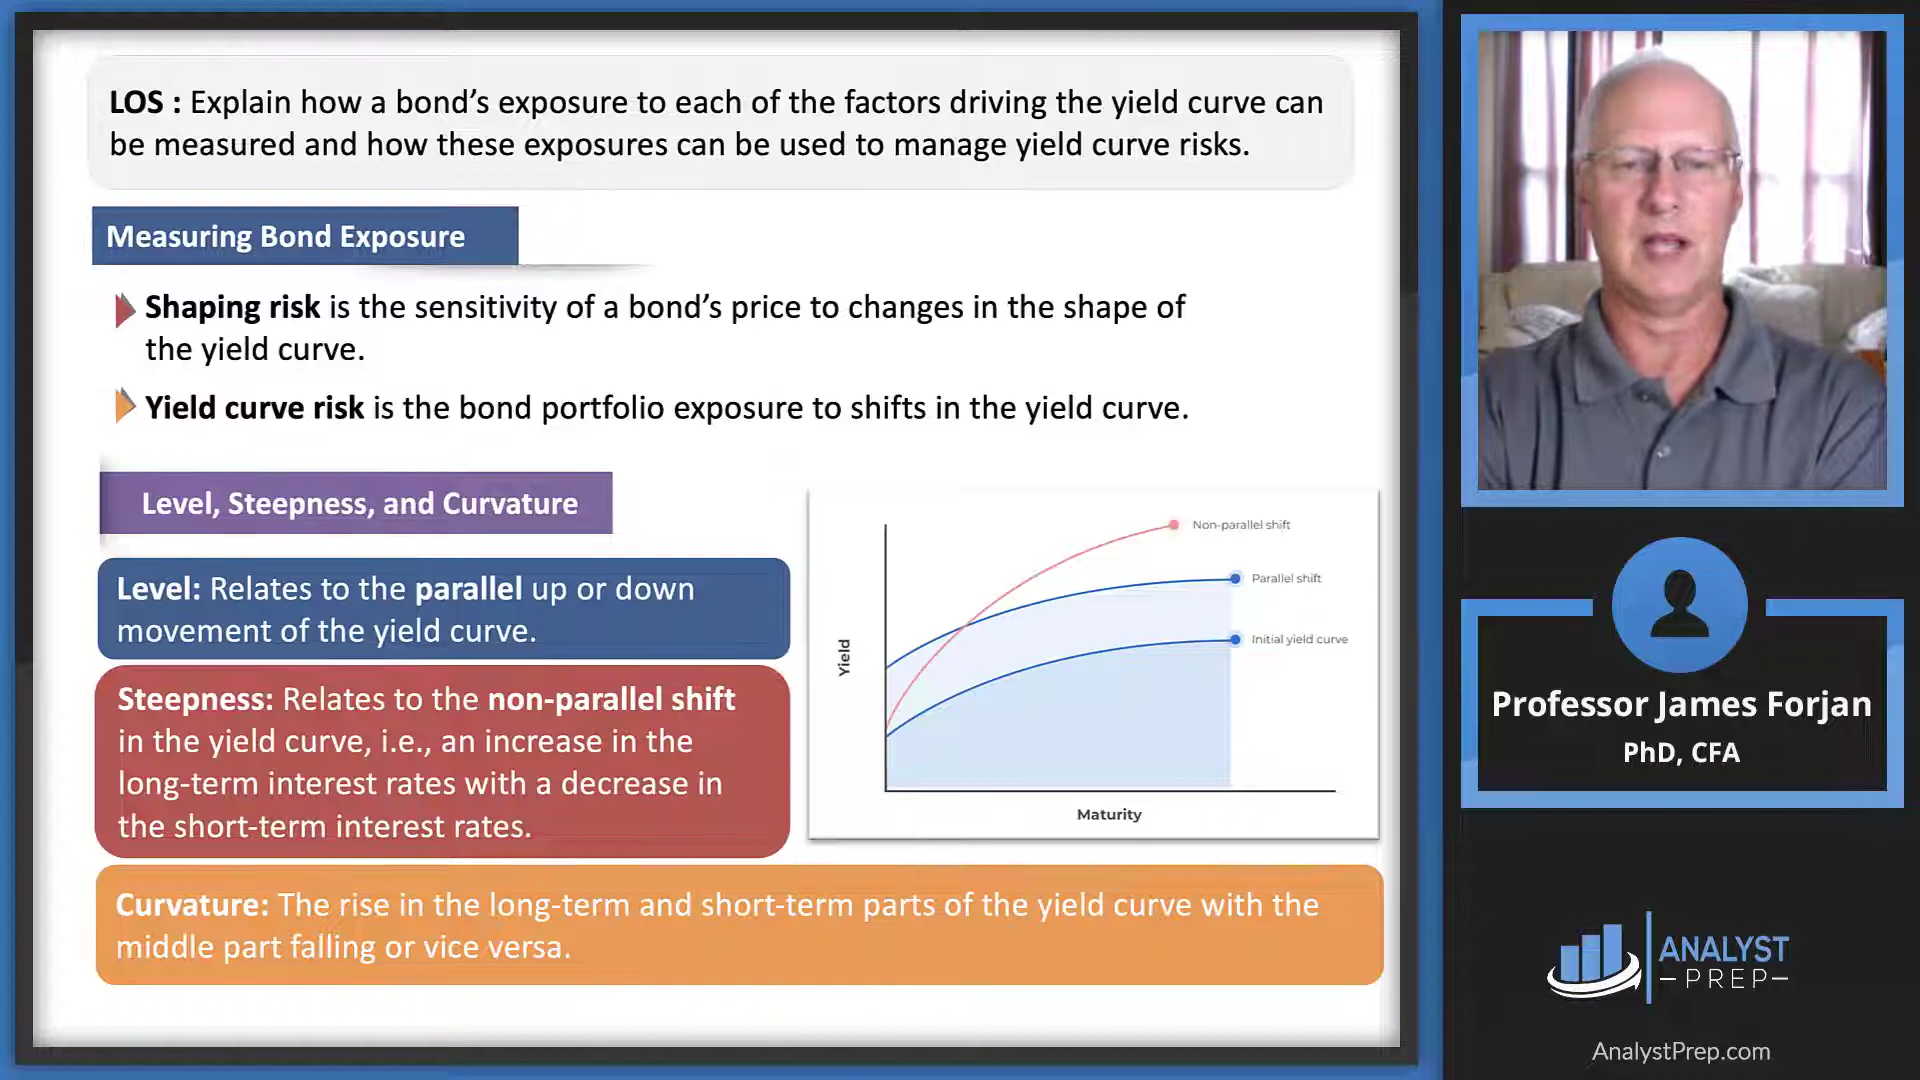 LOS : Explain how a bond’s exposure to each of the factors driving the yield curve can
be measured and how these exposures can be used to manage yield curve risks.
Measuring Bond Exposure
Shaping risk is the sensitivity of a bond’s price to changes in the shape of
the yield curve.
Yield curve risk is the bond portfolio exposure to shifts in the yield curve.
Level, Steepness, and Curvature
Level: Relates to the parallel up or down
movement of the yield curve.
Steepness: Relates to the non-parallel shift
in the yield curve, i.e., an increase in the
long-term interest rates with a decrease in
the short-term interest rates.
Non-parallel shift
Parallel shift
Initial yield curve
Yield
Maturity
Curvature: The rise in the long-term and short-term parts of the yield curve with the
middle part falling or vice versa.
Professor James Forjan
PhD, CFA
ANALYST
PREP
AnalystPrep.com